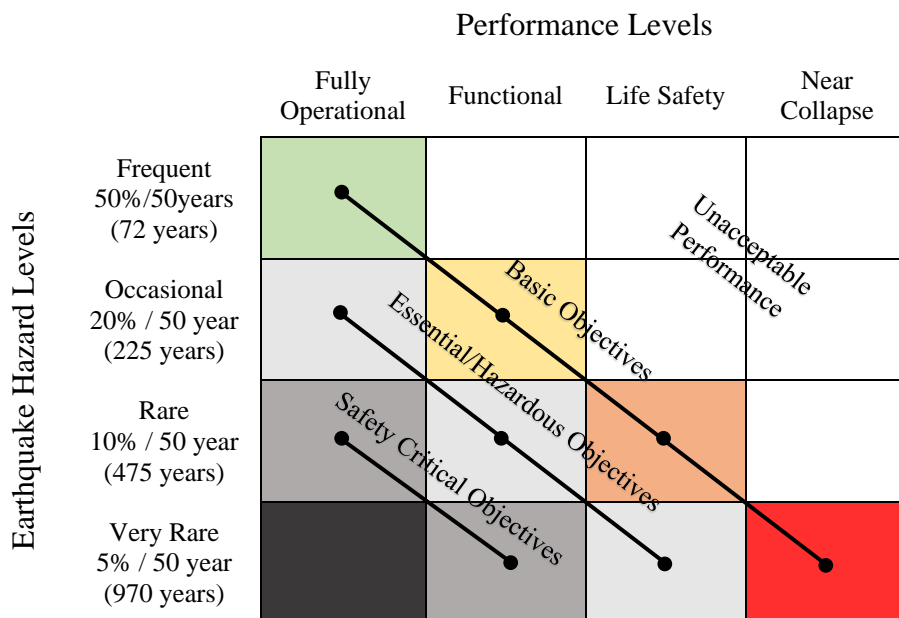 Performance Levels
Fully
Operational
Functional
Life Safety
Near
Collapse
Earthquake Hazard Levels
Frequent
50%/50years
(72 years)
Unacceptable
Performance
Occasional
20% / 50 year
(225 years)
Basic Objectives
Essential/Hazardous Objectives
Rare
10% / 50 year
(475 years)
Safety Critical Objectives
Very Rare
5% / 50 year
(970 years)